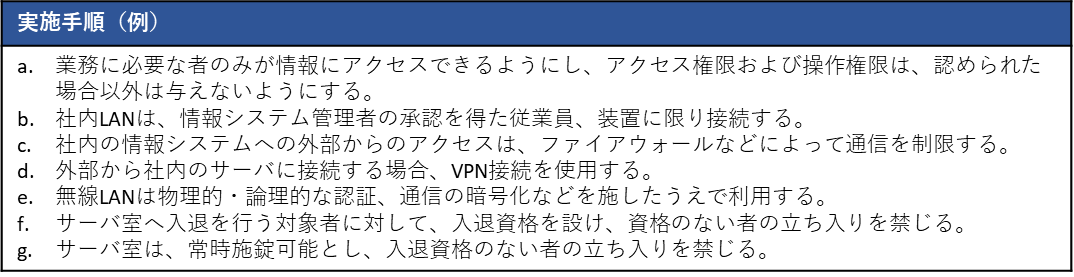 実施手順（例）
a. 業務に必要な者のみが情報にアクセスできるようにし、アクセス権限および操作権限は、認められた
場合以外は与えないようにする。
b. 社内LANは、情報システム管理者の承認を得た従業員、装置に限り接続する。
c. 社内の情報システムへの外部からのアクセスは、ファイアウォールなどによって通信を制限する。
d. 外部から社内のサーバに接続する場合、VPN接続を使用する。
e. 無線LANは物理的・論理的な認証、通信の暗号化などを施したうえで利用する。
f. サーバ室へ入退を行う対象者に対して、入退資格を設け、資格のない者の立ち入りを禁じる。
g. サーバ室は、常時施錠可能とし、入退資格のない者の立ち入りを禁じる。